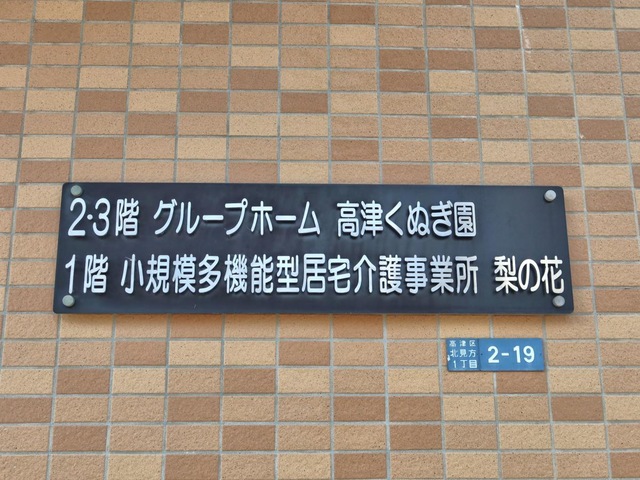 2・3階 グループホーム 高津くぬぎ園
1階 小規模多機能型居宅介護事業所 梨の花
高津区
北見方
1丁目
2-19